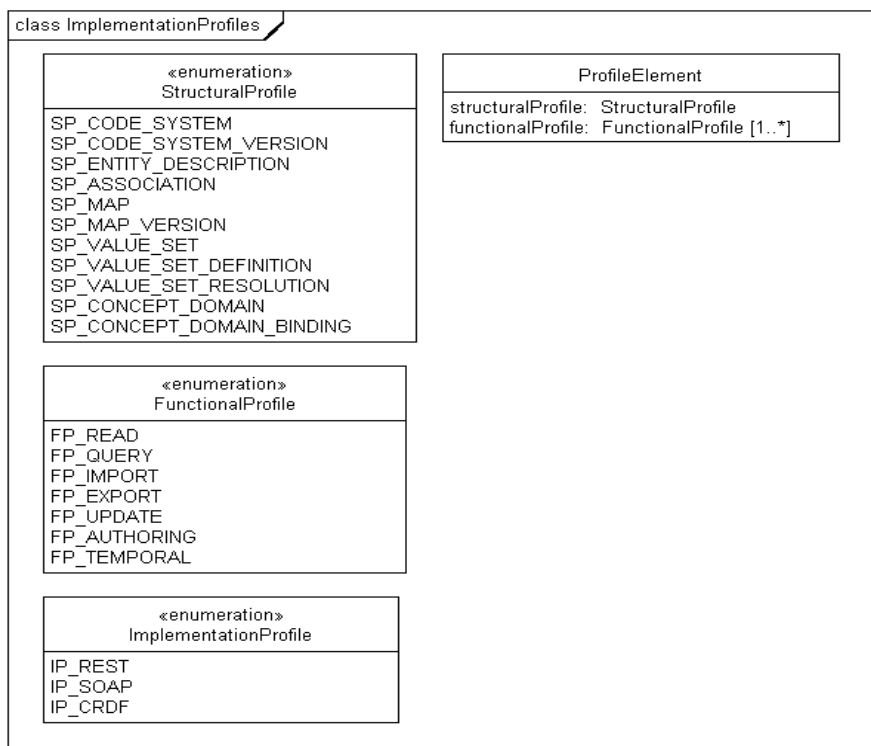 class ImplementationProfiles
«enumeration»
StructuralProfile
SP_CODE_SYSTEM
SP_CODE_SYSTEM_VERSION
SP_ENTITY_DESCRIPTION
SP_ASSOCIATION
SP_MAP
SP_MAP_VERSION
SP_VALUE_SET
SP_VALUE_SET_DEFINITION
SP_VALUE_SET_RESOLUTION
SP_CONCEPT_DOMAIN
SP_CONCEPT_DOMAIN_BINDING
ProfileElement
structuralProfile: StructuralProfile
functionalProfile: FunctionalProfile [1..*]
«enumeration»
FunctionalProfile
FP_READ
FP_QUERY
FP_IMPORT
FP_EXPORT
FP_UPDATE
FP_AUTHORING
FP_TEMPORAL
«enumeration»
ImplementationProfile
IP_REST
IP_SOAP
IP_CRDF